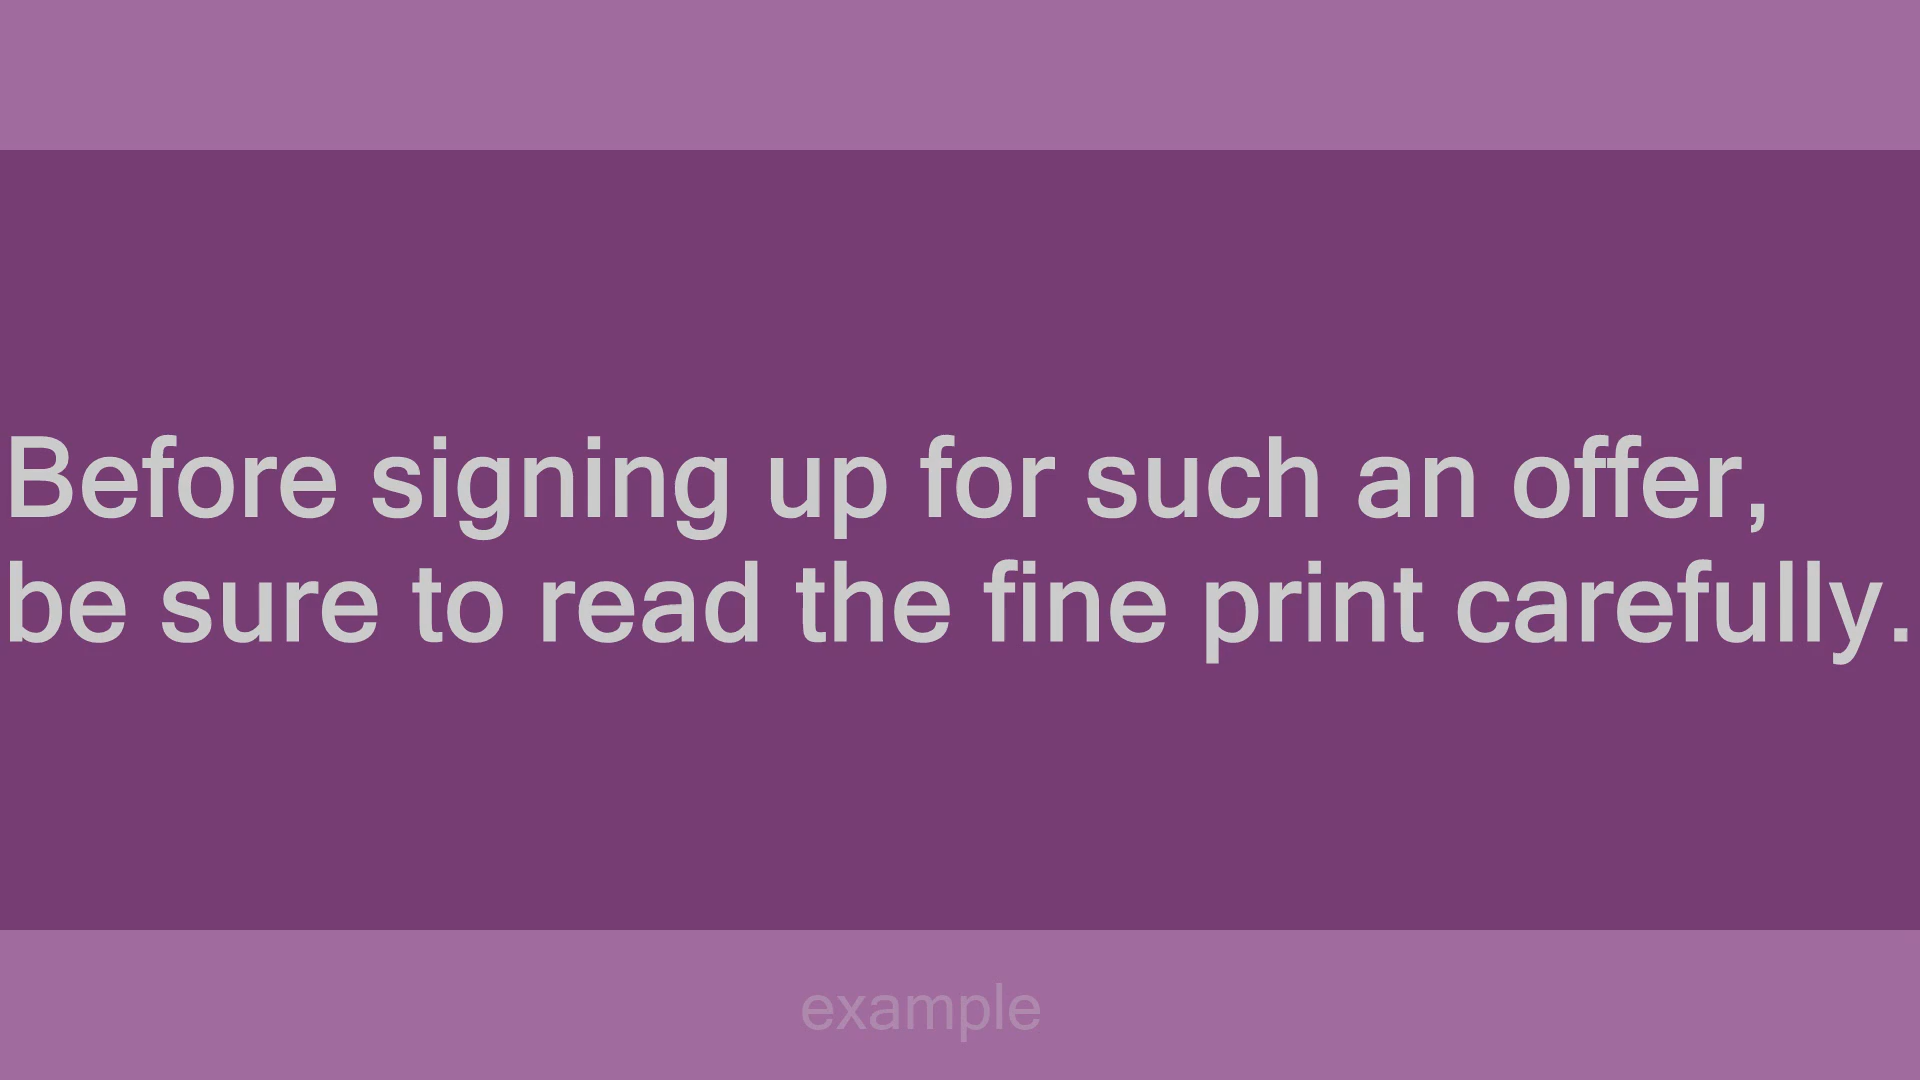 Before signing up for such an offer,
be sure to read the fine print carefully.
example